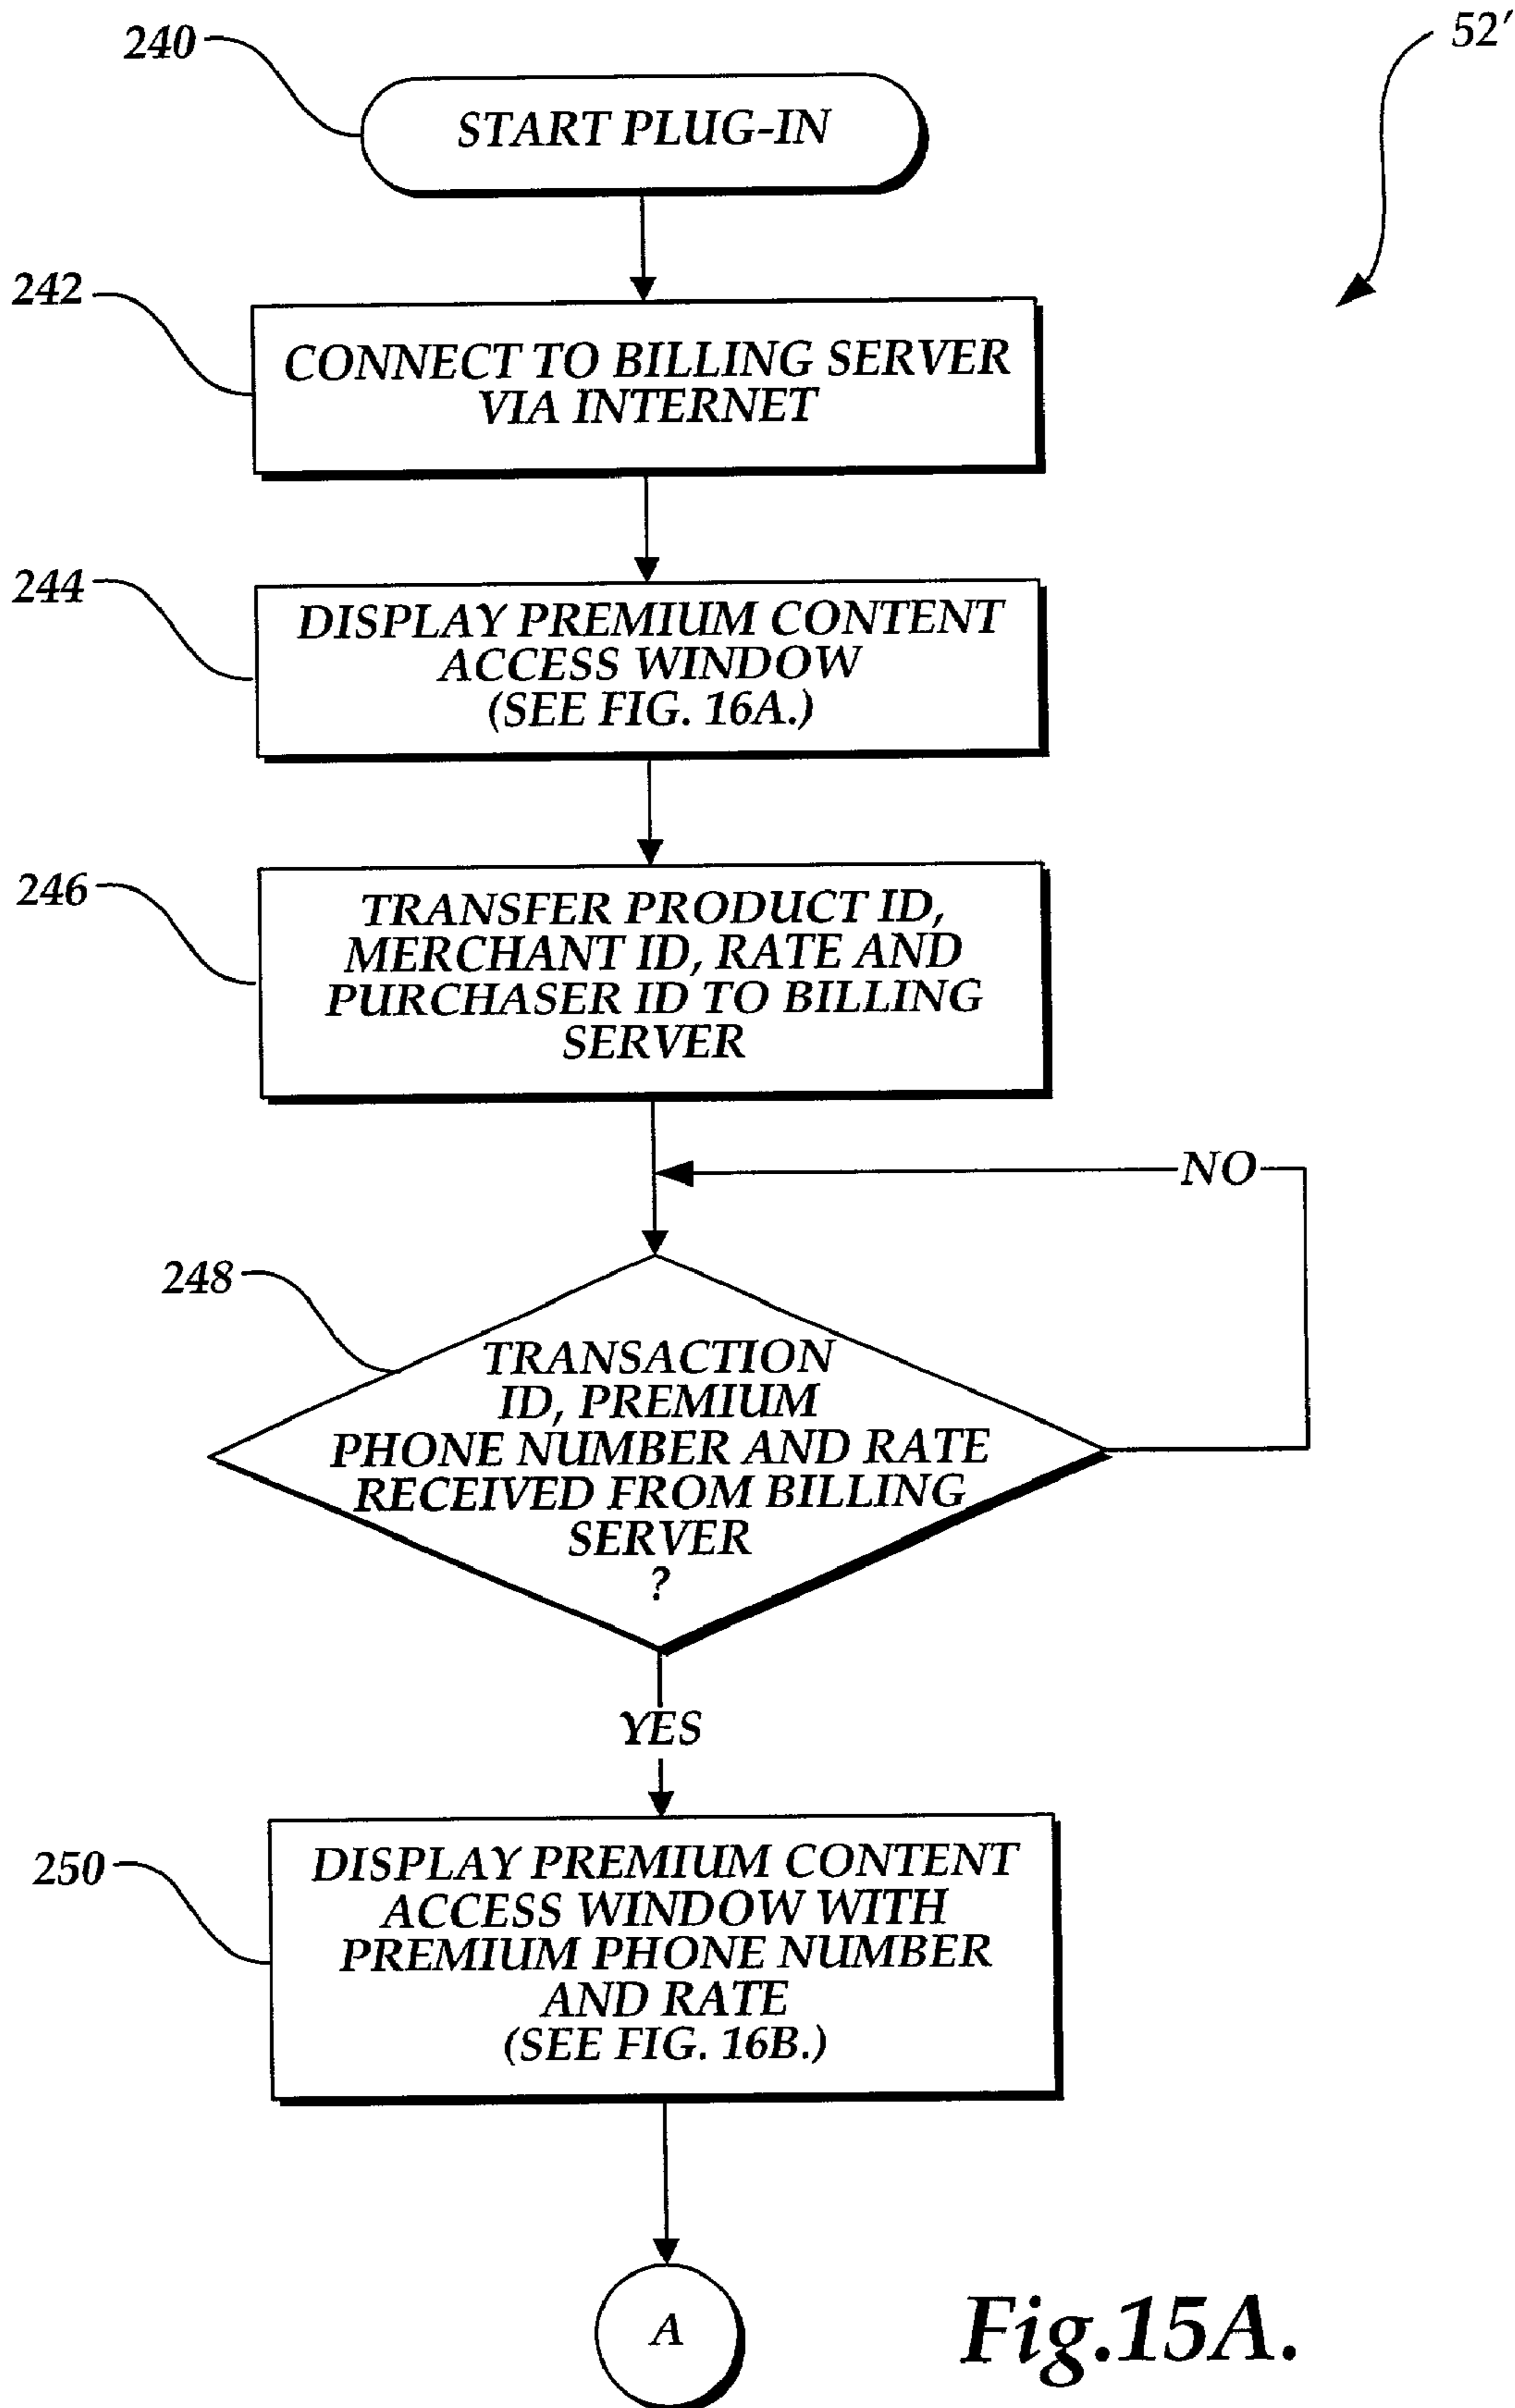 240
52'
START PLUG-IN
242
CONNECT TO BILLING SERVER
VIA INTERNET
244
DISPLAY PREMIUM CONTENT
ACCESS WINDOW
(SEE FIG. 16A.)
246
TRANSFER PRODUCT ID,
MERCHANT ID, RATE AND
PURCHASER ID TO BILLING
SERVER
NO
248
TRANSACTION
ID, PREMIUM
PHONE NUMBER AND RATE
RECEIVED FROM BILLING
SERVER
?
YES
250
DISPLAY PREMIUM CONTENT
ACCESS WINDOW WITH
PREMIUM PHONE NUMBER
AND RATE
(SEE FIG. 16B.)
A
Fig.15A.